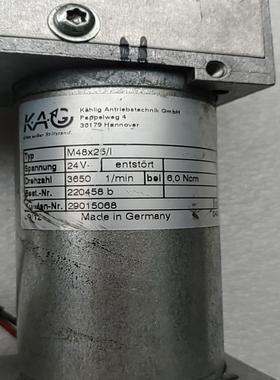 KAG
Kählig Antriebstechnik GmbH
Pappelweg 4
30179 Hannover
Typ M48x25/I
Spannung 24V- entstört
Drehzahl 3650 1/min bei 6,0 Ncm
Best.-Nr. 220458 b
29015068
Made in Germany